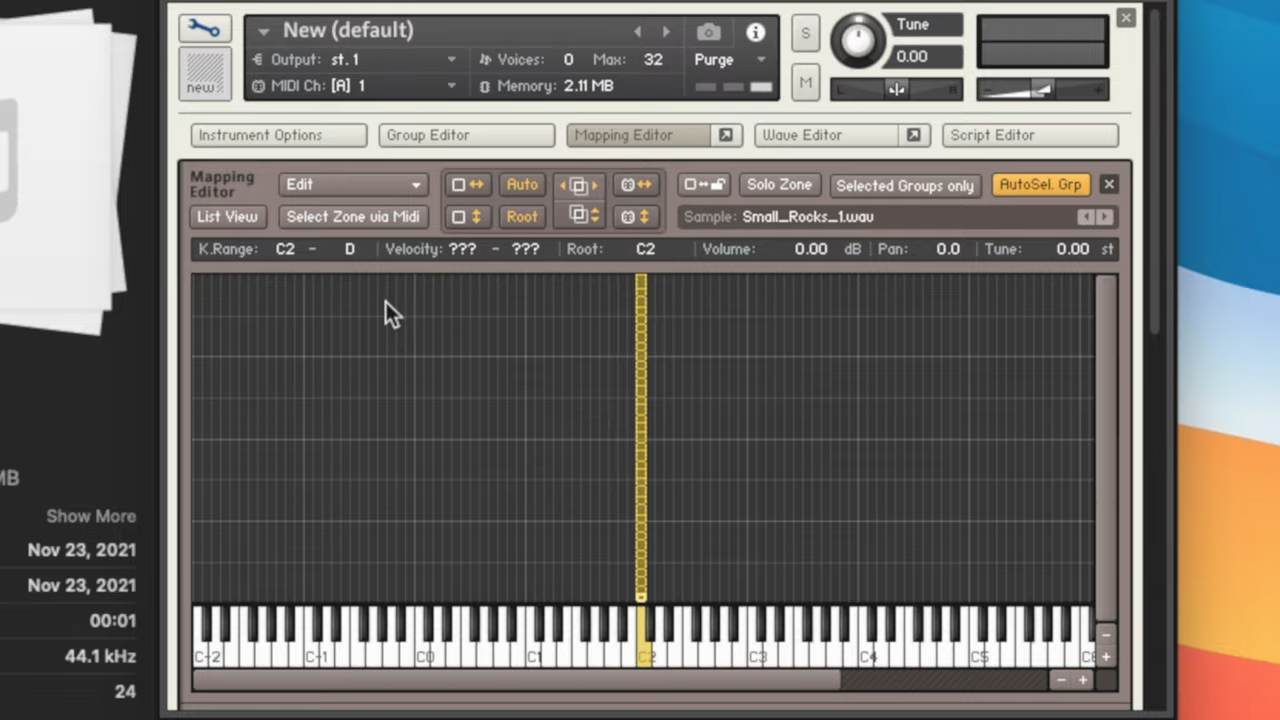 New (default)
S
Tune
Output: st. 1
Voices: 0 Max: 32
Purge
0.00
new
MIDI Ch: [A] 1
Memory: 2.11 MB
M
L
R
Instrument Options
Group Editor
Mapping Editor
Wave Editor
Script Editor
Mapping
Editor
Edit
Auto
Solo Zone
Selected Groups only
AutoSel. Grp
List View
Select Zone via Midi
Root
Sample: Small_Rocks_1.wav
K.Range: C2 - D
Velocity: ??? - ???
Root: C2
Volume: 0.00 dB
Pan: 0.0
Tune: 0.00 st
MB
Show More
Nov 23, 2021
Nov 23, 2021
00:01
44.1 kHz
24
C-2
C-1
C0
C1
C2
C3
C4
C5